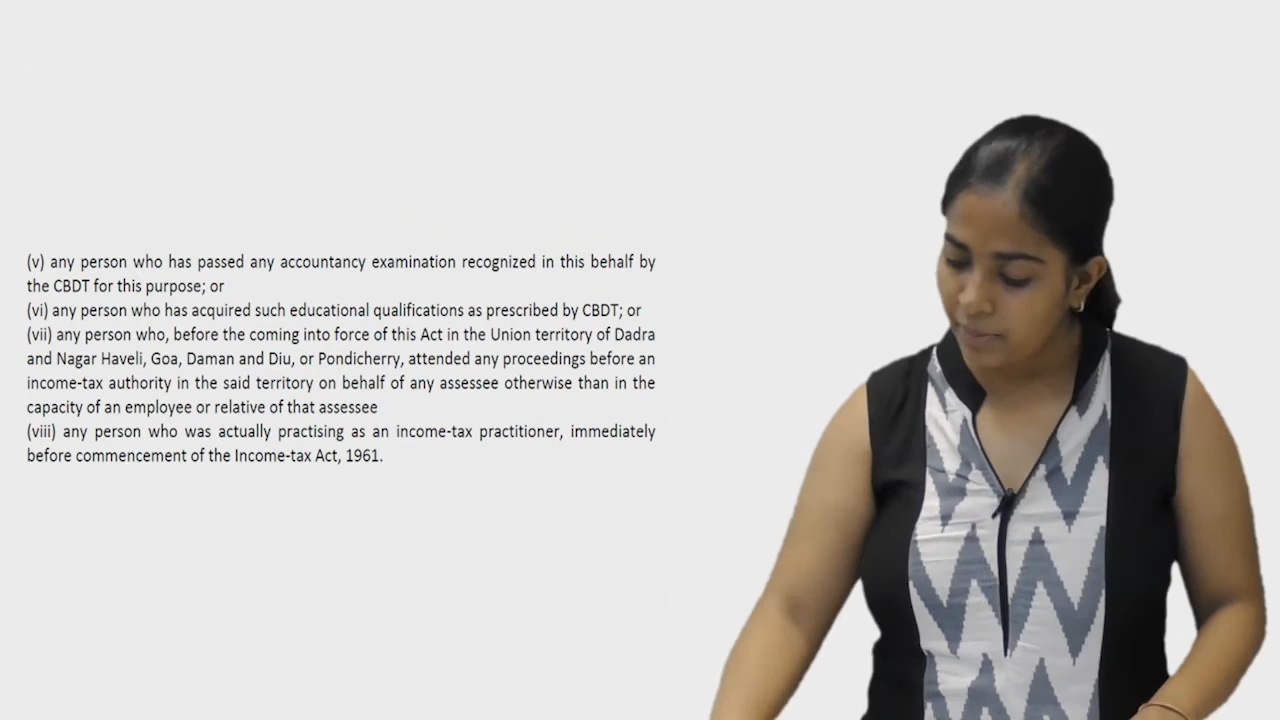 (v) any person who has passed any accountancy examination recognized in this behalf by
the CBDT for this purpose; or
(vi) any person who has acquired such educational qualifications as prescribed by CBDT; or
(vii) any person who, before the coming into force of this Act in the Union territory of Dadra
and Nagar Haveli, Goa, Daman and Diu, or Pondicherry, attended any proceedings before an
income-tax authority in the said territory on behalf of any assessee otherwise than in the
capacity of an employee or relative of that assessee
(viii) any person who was actually practising as an income-tax practitioner, immediately
before commencement of the Income-tax Act, 1961.